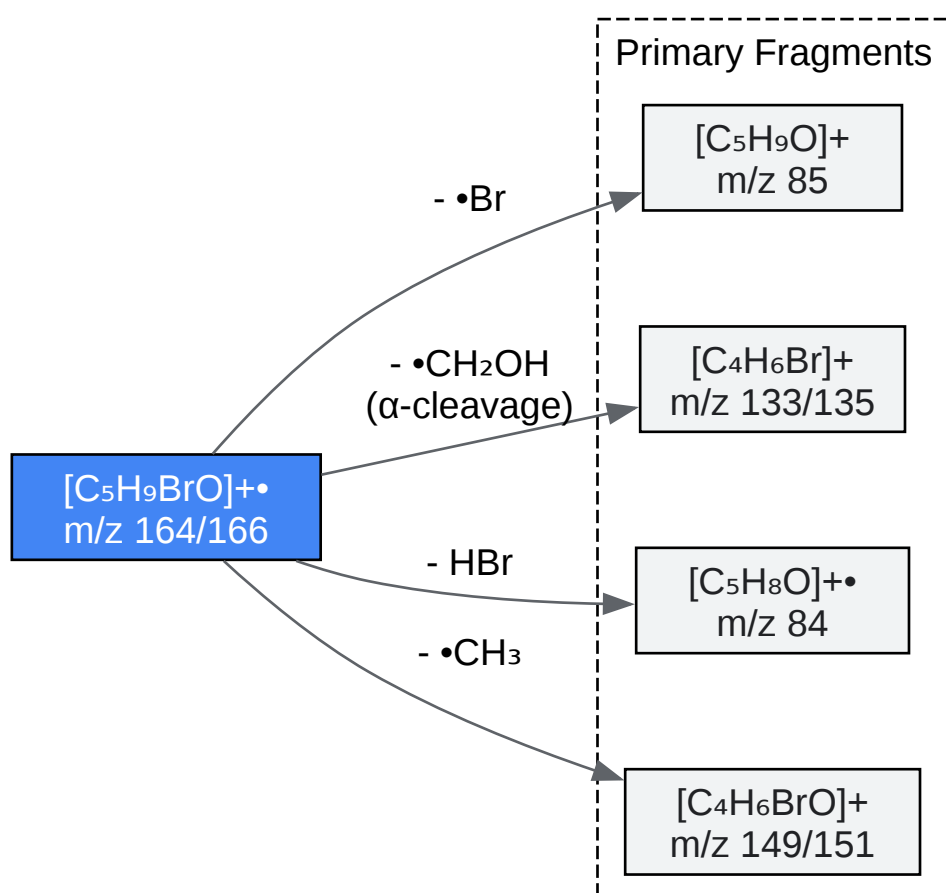 Primary Fragments
[C₅H₉O]+
m/z 85
- •Br
- •CH₂OH
(α-cleavage)
[C₄H₆Br]+
m/z 133/135
[C₅H₉BrO]+•
m/z 164/166
- HBr
[C₅H₈O]+•
m/z 84
- •CH₃
[C₄H₆BrO]+
m/z 149/151